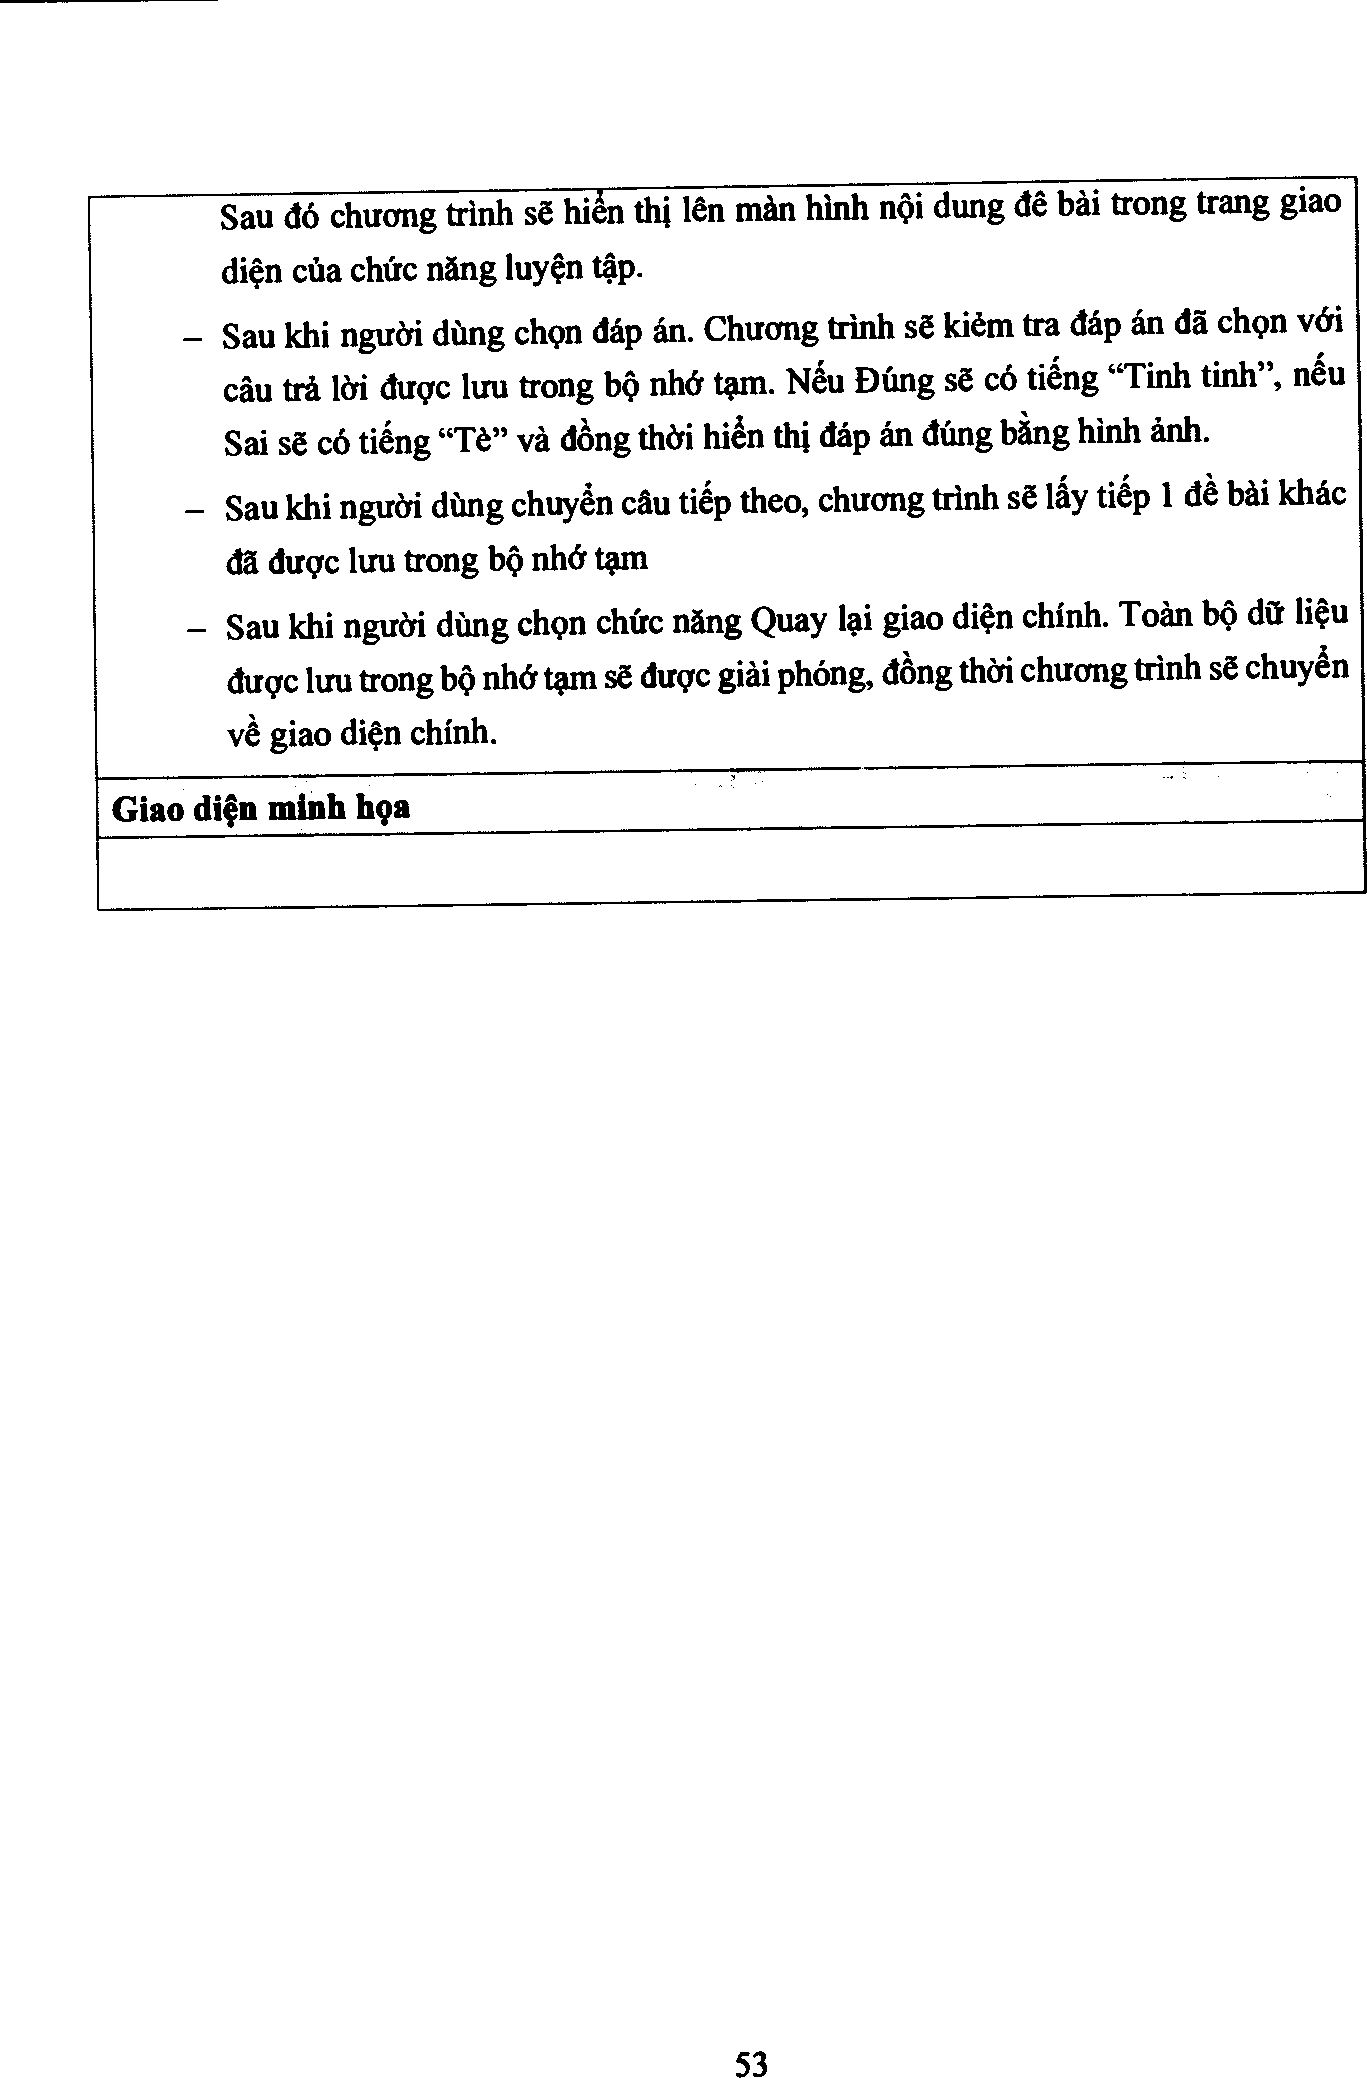 Sau đó chương trình sẽ hiển thị lên màn hình nội dung đề bài trong trang giao
diện của chức năng luyện tập.
– Sau khi người dùng chọn đáp án. Chương trình sẽ kiểm tra đáp án đã chọn với
câu trả lời được lưu trong bộ nhớ tạm. Nếu Đúng sẽ có tiếng “Tinh tinh”, nếu
Sai sẽ có tiếng “Tè” và đồng thời hiển thị đáp án đúng bằng hình ảnh.
– Sau khi người dùng chuyển câu tiếp theo, chương trình sẽ lấy tiếp 1 đề bài khác
đã được lưu trong bộ nhớ tạm
– Sau khi người dùng chọn chức năng Quay lại giao diện chính. Toàn bộ dữ liệu
được lưu trong bộ nhớ tạm sẽ được giài phóng, đồng thời chương trình sẽ chuyển
về giao diện chính.
Giao diện minh họa
53